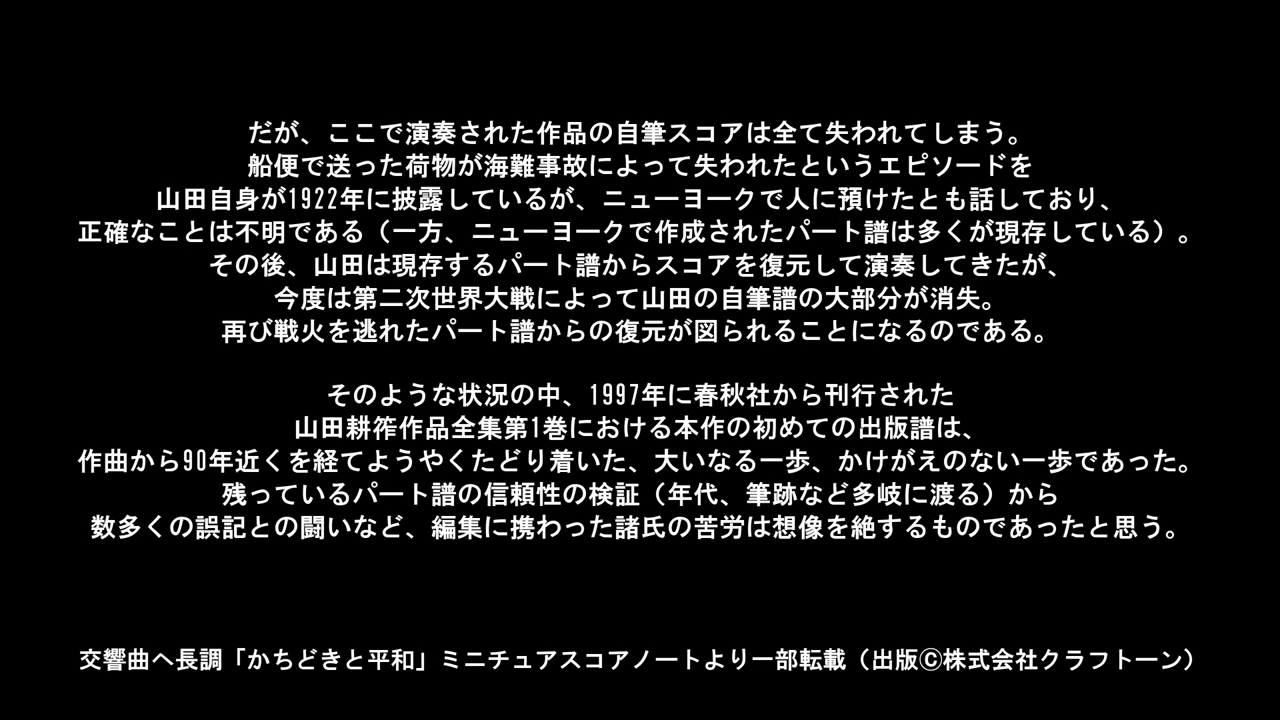 だが、ここで演奏された作品の自筆スコアは全て失われてしまう。
船便で送った荷物が海難事故によって失われたというエピソードを
山田自身が1922年に披露しているが、ニューヨークで人に預けたとも話しており、
正確なことは不明である（一方、ニューヨークで作成されたパート譜は多くが現存している）。
その後、山田は現存するパート譜からスコアを復元して演奏してきたが、
今度は第二次世界大戦によって山田の自筆譜の大部分が消失。
再び戦火を逃れたパート譜からの復元が図られることになるのである。
そのような状況の中、1997年に春秋社から刊行された
山田耕筰作品全集第1巻における本作の初めての出版譜は、
作曲から90年近くを経てようやくたどり着いた、大いなる一歩、かけがえのない一歩であった。
残っているパート譜の信頼性の検証（年代、筆跡など多岐に渡る）から
数多くの誤記との闘いなど、編集に携わった諸氏の苦労は想像を絶するものであったと思う。
交響曲ヘ長調「かちどきと平和」ミニチュアスコアノートより一部転載（出版Ⓒ株式会社クラフトーン）